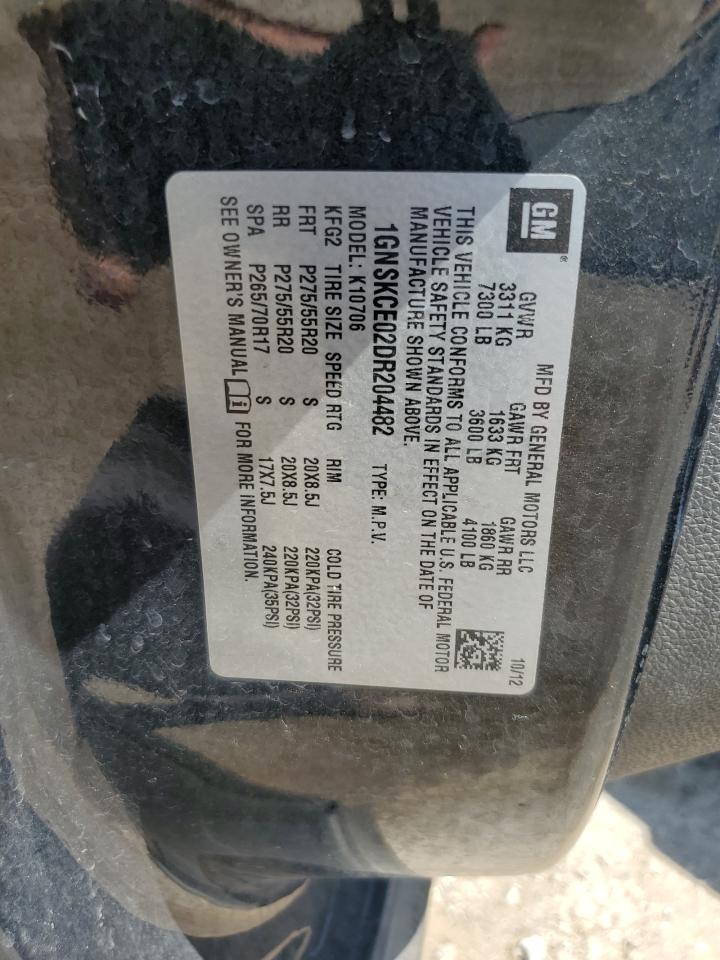 GM®
MFD BY GENERAL MOTORS LLC 10/12
GVWR GAWR FRT GAWR RR
3311 KG 1633 KG 1860 KG
7300 LB 3600 LB 4100 LB
THIS VEHICLE CONFORMS TO ALL APPLICABLE U.S. FEDERAL MOTOR
VEHICLE SAFETY STANDARDS IN EFFECT ON THE DATE OF
MANUFACTURE SHOWN ABOVE.
1GNSKCE02DR204482 TYPE: M.P.V.
MODEL: K10706
KFG2 TIRE SIZE SPEED RTG RIM COLD TIRE PRESSURE
FRT P275/55R20 S 20X8.5J 220KPA(32PSI)
RR P275/55R20 S 20X8.5J 220KPA(32PSI)
SPA P265/70R17 S 17X7.5J 240KPA(35PSI)
SEE OWNER'S MANUAL i FOR MORE INFORMATION.